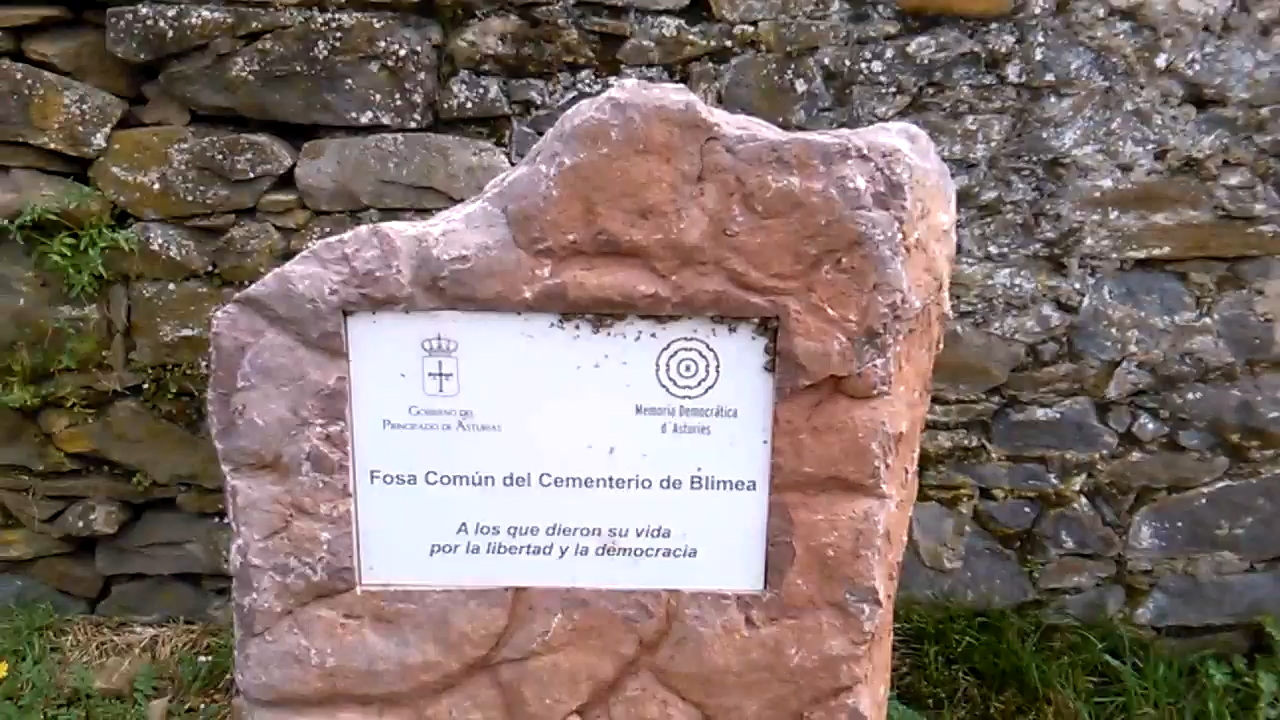 GOBIERNO DEL
PRINCIPADO DE ASTURIAS
Memoria Democrática
d'Asturies
Fosa Común del Cementerio de Blimea
A los que dieron su vida
por la libertad y la democracia